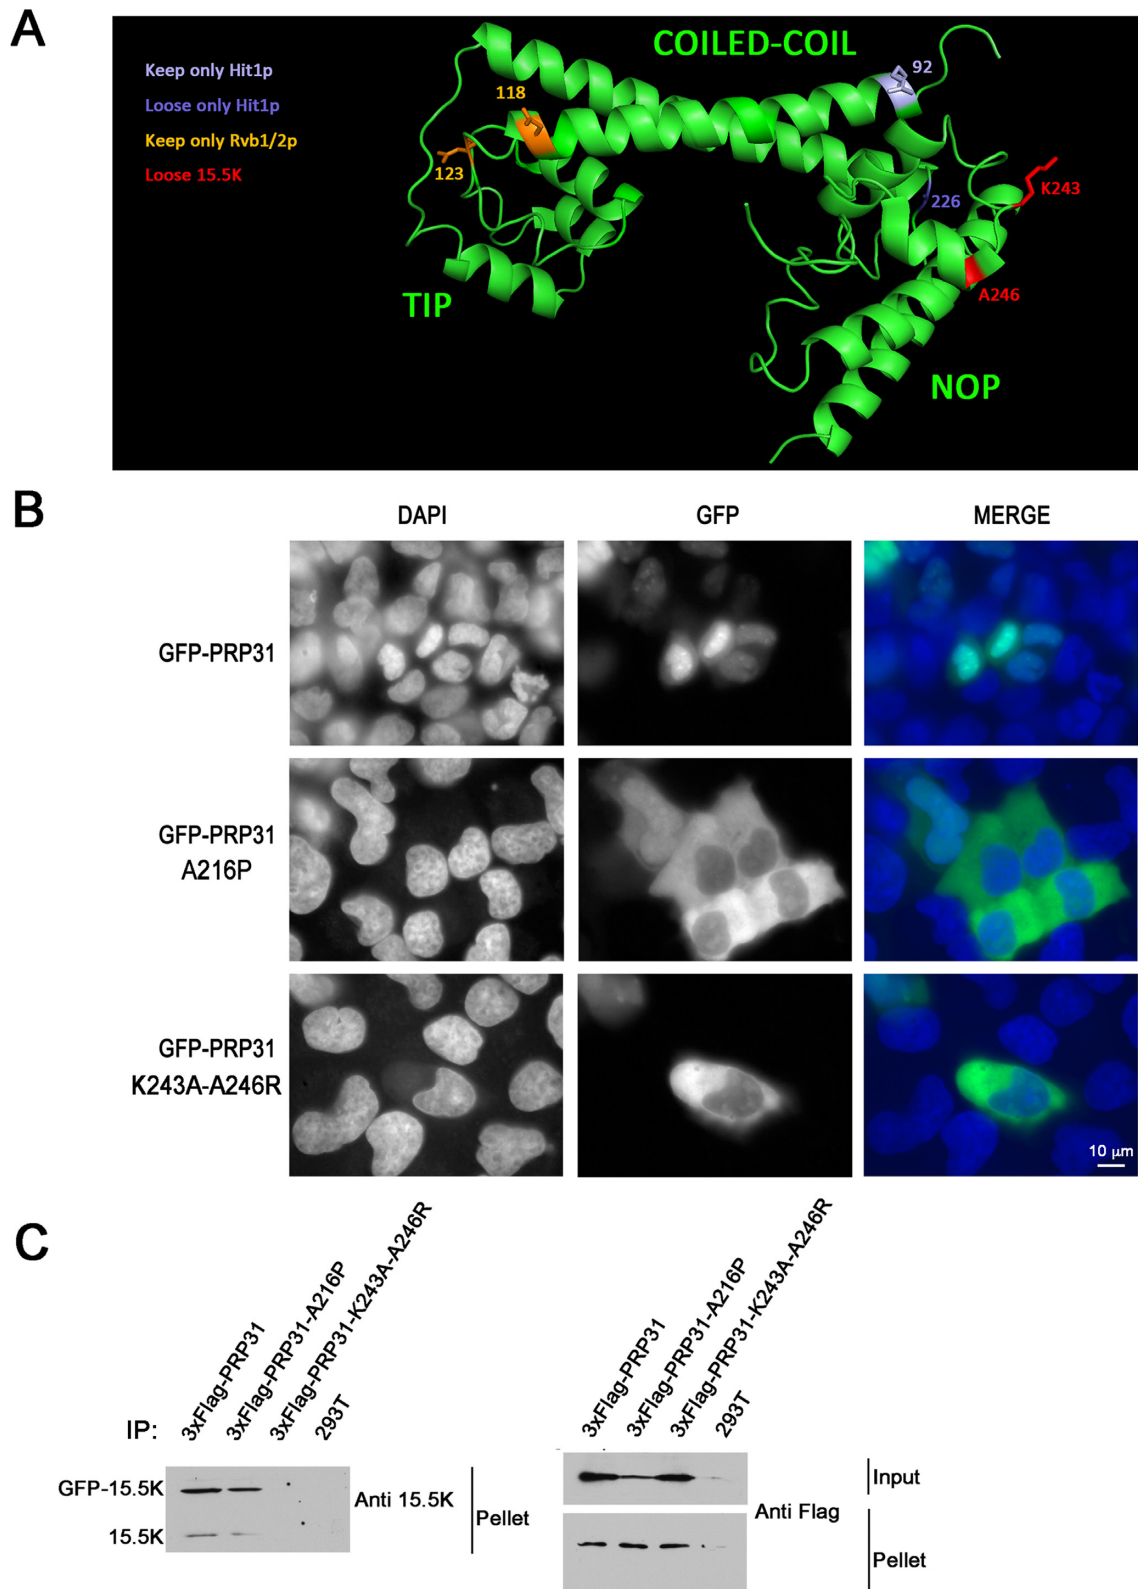 A
COILED-COIL
Keep only Hit1p
Loose only Hit1p
Keep only Rvb1/2p
Loose 15.5K
92
118
123
226
K243
A246
TIP
NOP
B
DAPI GFP MERGE
GFP-PRP31
GFP-PRP31
A216P
GFP-PRP31
K243A-A246R
10 µm
C
IP:
3xFlag-PRP31
3xFlag-PRP31-A216P
3xFlag-PRP31-K243A-A246R
293T
GFP-15.5K
15.5K
Anti 15.5K
Pellet
3xFlag-PRP31
3xFlag-PRP31-A216P
3xFlag-PRP31-K243A-A246R
293T
Input
Anti Flag
Pellet